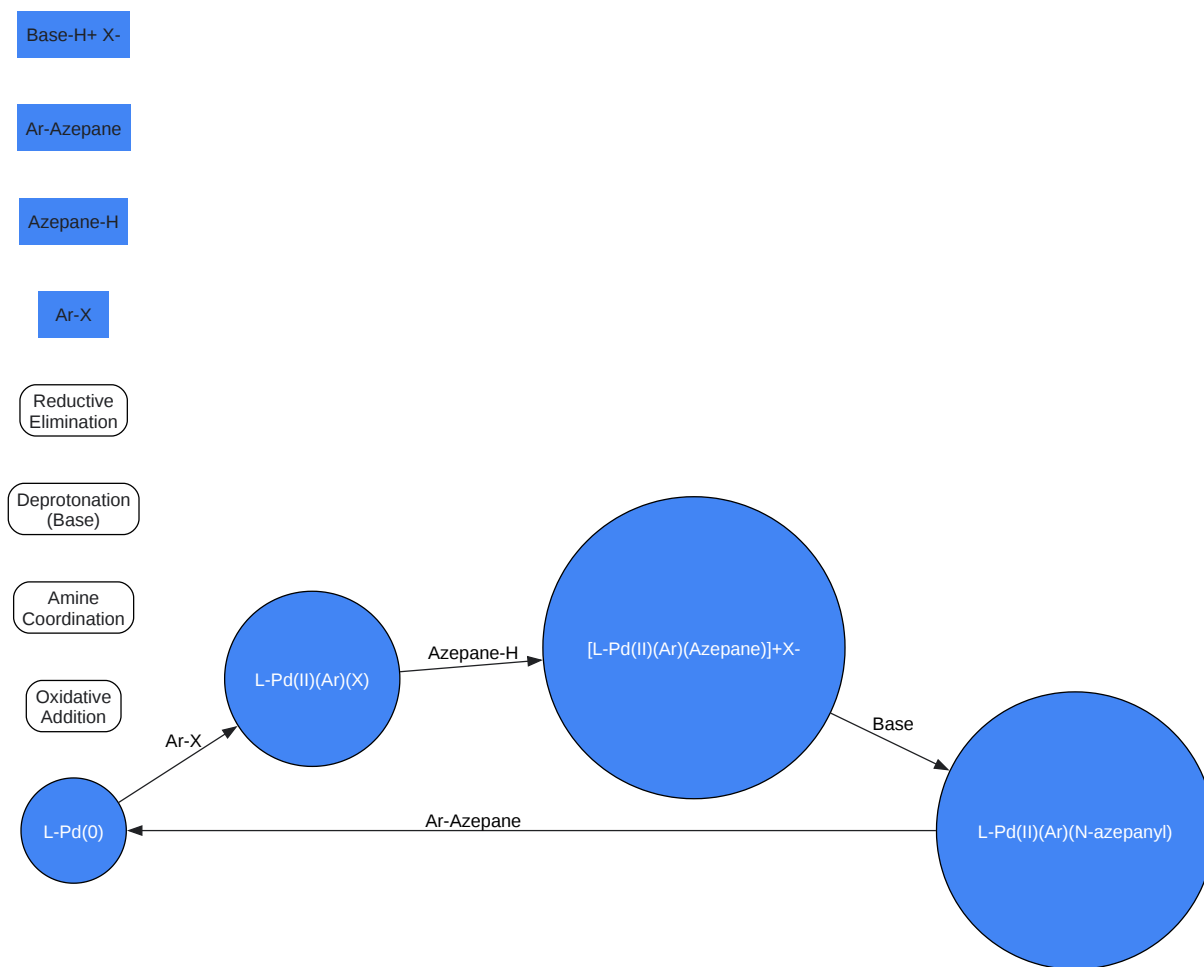 Base-H+ X-
Ar-Azepane
Azepane-H
Ar-X
Reductive
Elimination
Deprotonation
(Base)
Amine
Coordination
Oxidative
Addition
[L-Pd(II)(Ar)(Azepane)]+X-
Azepane-H
L-Pd(II)(Ar)(X)
Base
Ar-X
Ar-Azepane
L-Pd(0)
L-Pd(II)(Ar)(N-azepanyl)